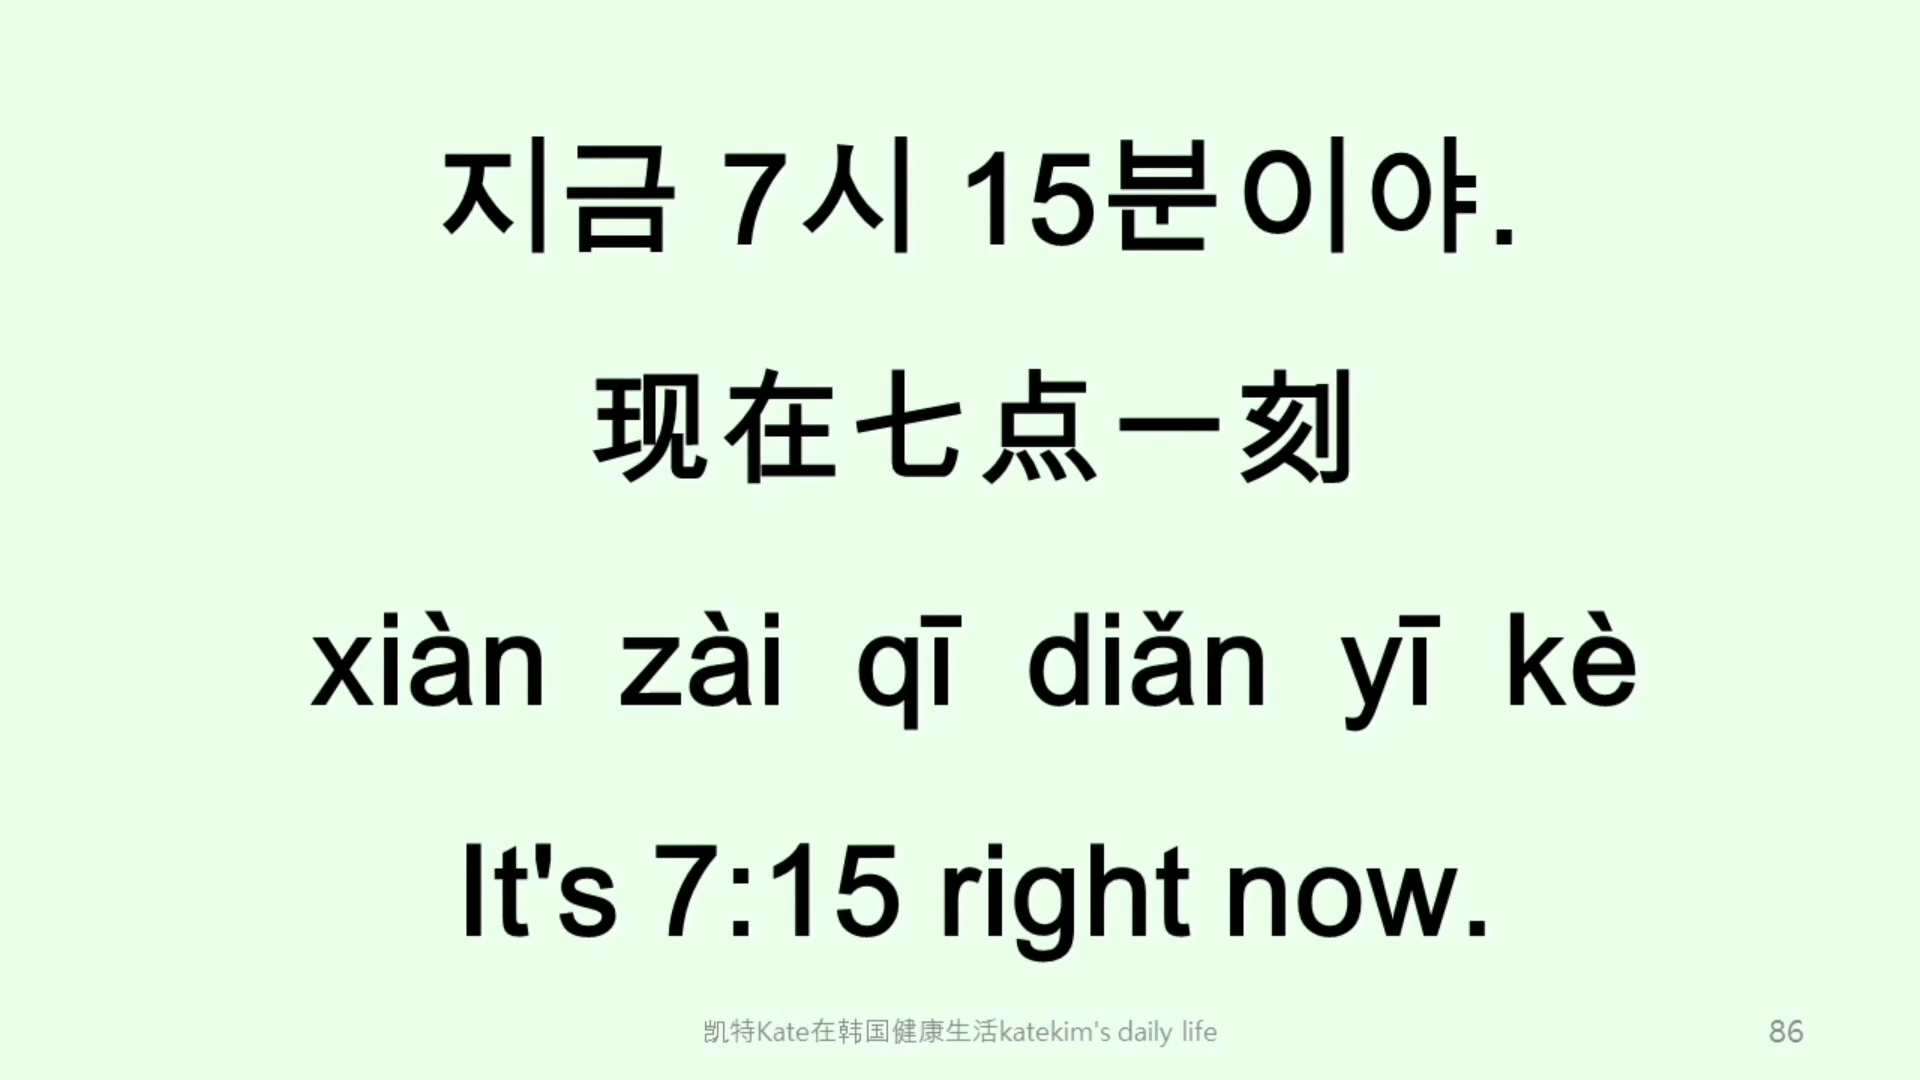 지금 7시 15분이야.
现在七点一刻
xiàn zài qī diǎn yī kè
It's 7:15 right now.
凯特Kate在韩国健康生活katekim's daily life
86